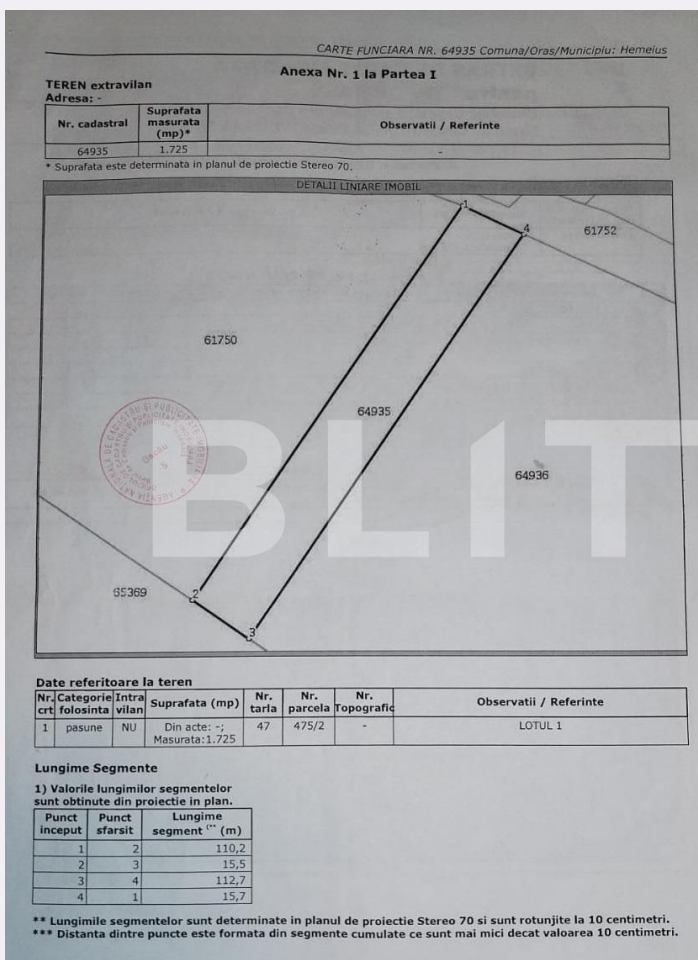 CARTE FUNCIARA NR. 64935 Comuna/Oras/Municipiu: Hemeius
Anexa Nr. 1 la Partea I
TEREN extravilan
Adresa: -
Nr. cadastral Suprafata masurata (mp)* Observatii / Referinte
64935 1.725 -
* Suprafata este determinata in planul de proiectie Stereo 70.
DETALII LINIARE IMOBIL
1
4
61752
61750
64935
64936
BLIT
65369
2
3
Date referitoare la teren
Nr. crt Categorie folosinta Intra vilan Suprafata (mp) Nr. tarla Nr. parcela Nr. Topografic Observatii / Referinte
1 pasune NU Din acte: -; Masurata:1.725 47 475/2 - LOTUL 1
Lungime Segmente
1) Valorile lungimilor segmentelor
sunt obtinute din proiectie in plan.
Punct inceput Punct sfarsit Lungime segment (** (m)
1 2 110,2
2 3 15,5
3 4 112,7
4 1 15,7
** Lungimile segmentelor sunt determinate in planul de proiectie Stereo 70 si sunt rotunjite la 10 centimetri.
*** Distanta dintre puncte este formata din segmente cumulate ce sunt mai mici decat valoarea 10 centimetri.